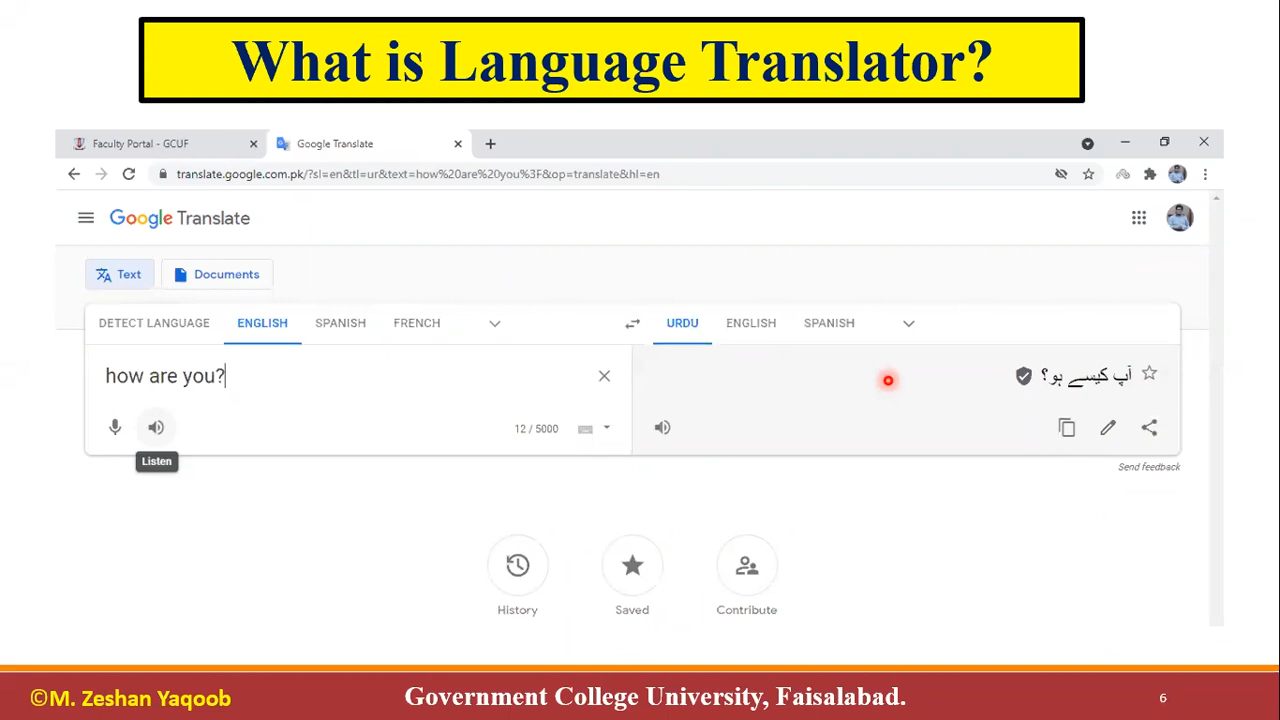 What is Language Translator?
Faculty Portal - GCUF
Google Translate
translate.google.com.pk/?sl=en&tl=ur&text=how%20are%20you%3F&op=translate&hl=en
Google Translate
Text
Documents
DETECT LANGUAGE ENGLISH SPANISH FRENCH
URDU ENGLISH SPANISH
how are you?
آپ کیسے ہو؟
12 / 5000
Listen
Send feedback
History
Saved
Contribute
©M. Zeshan Yaqoob
Government College University, Faisalabad.
6